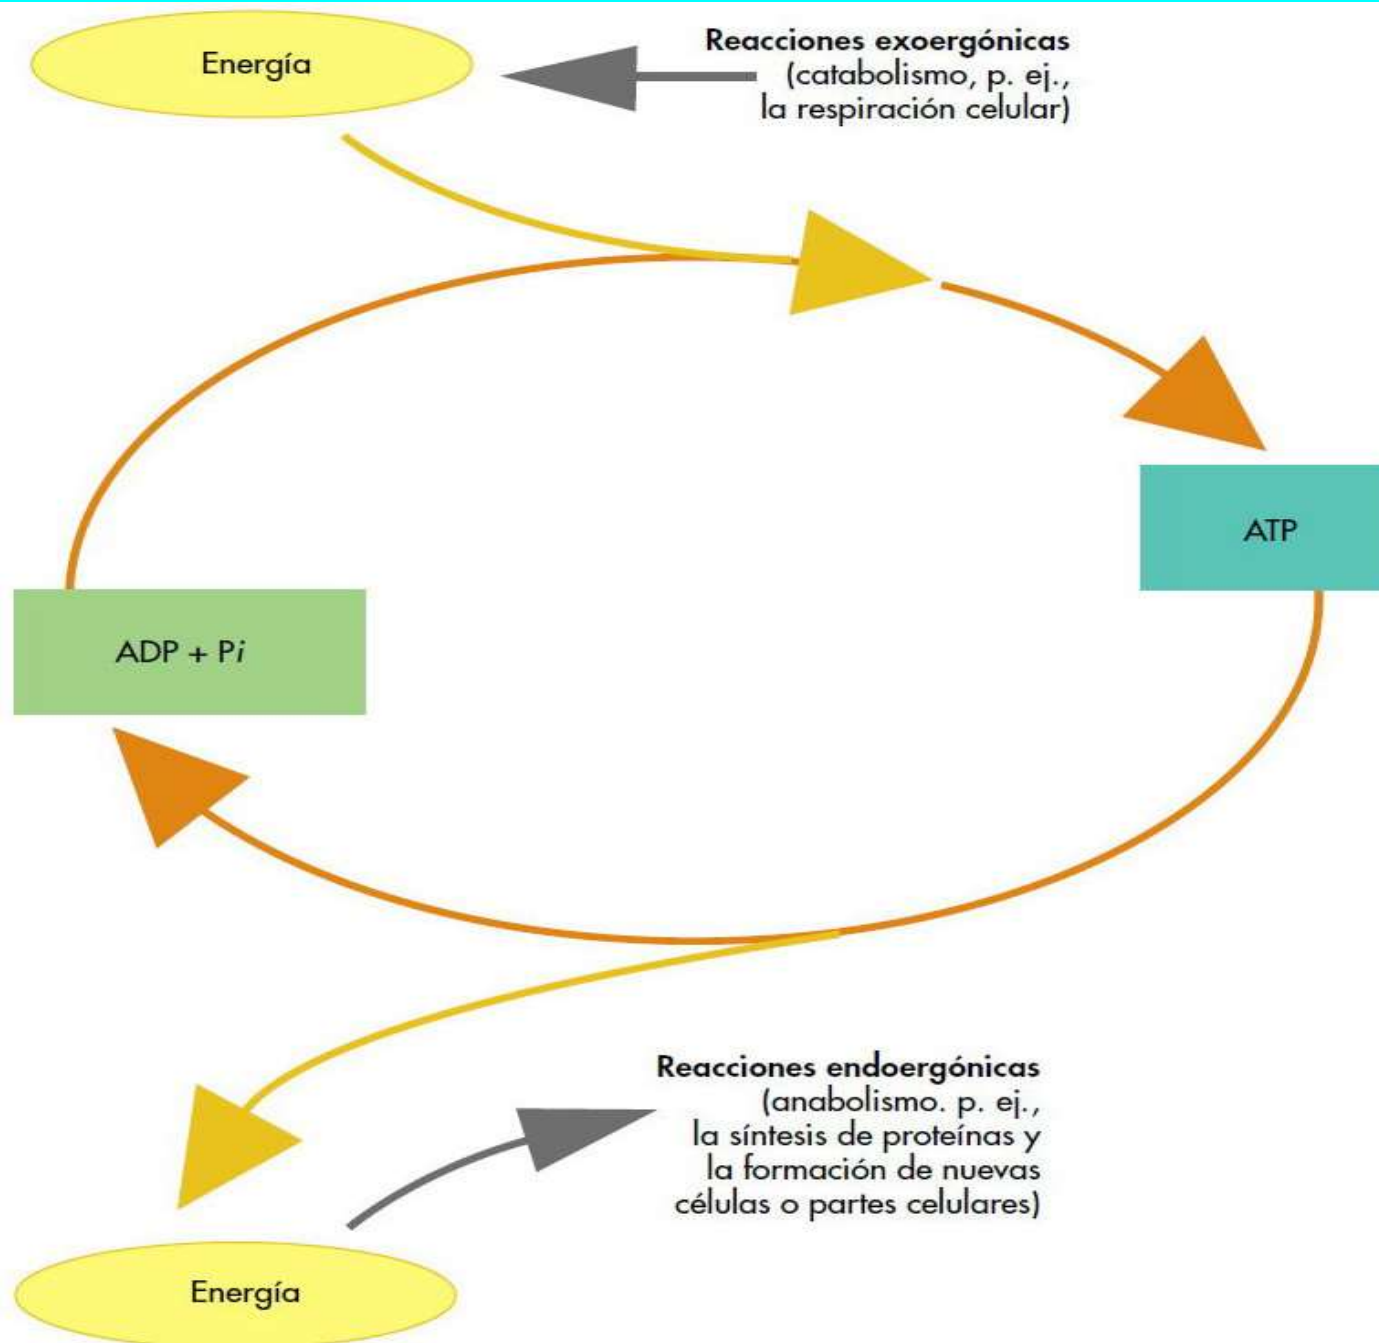 Energía
Reacciones exoergónicas
(catabolismo, p. ej.,
la respiración celular)
ATP
ADP + Pi
Reacciones endoergónicas
(anabolismo. p. ej.,
la síntesis de proteínas y
la formación de nuevas
células o partes celulares)
Energía